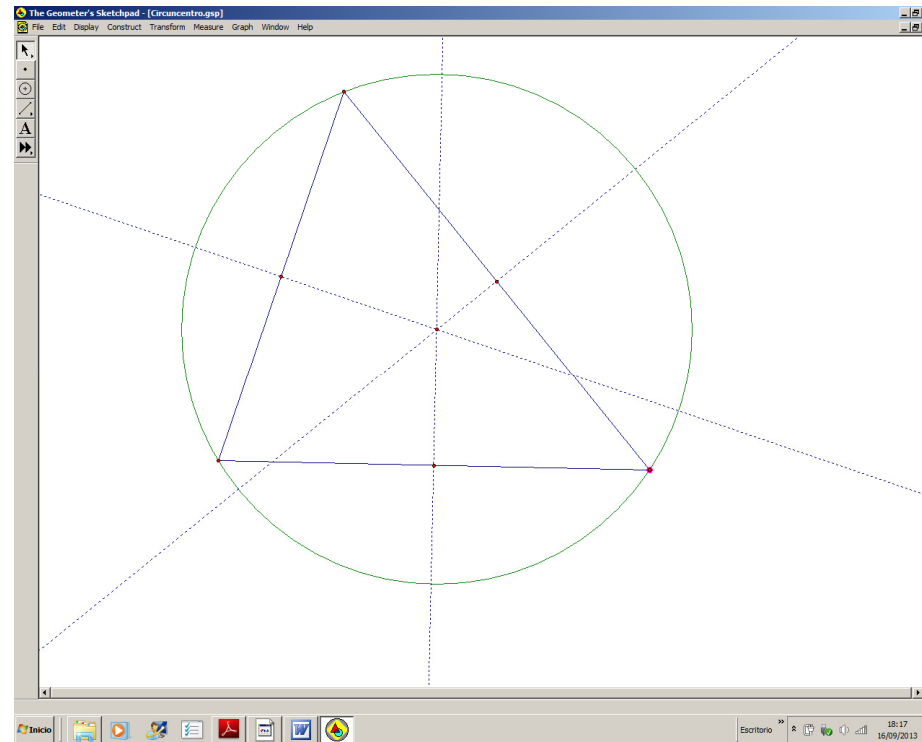 The Geometer's Sketchpad - [Circuncentro.gsp]
File Edit Display Construct Transform Measure Graph Window Help
A
Inicio
W
Escritorio
»
18:17
16/09/2013